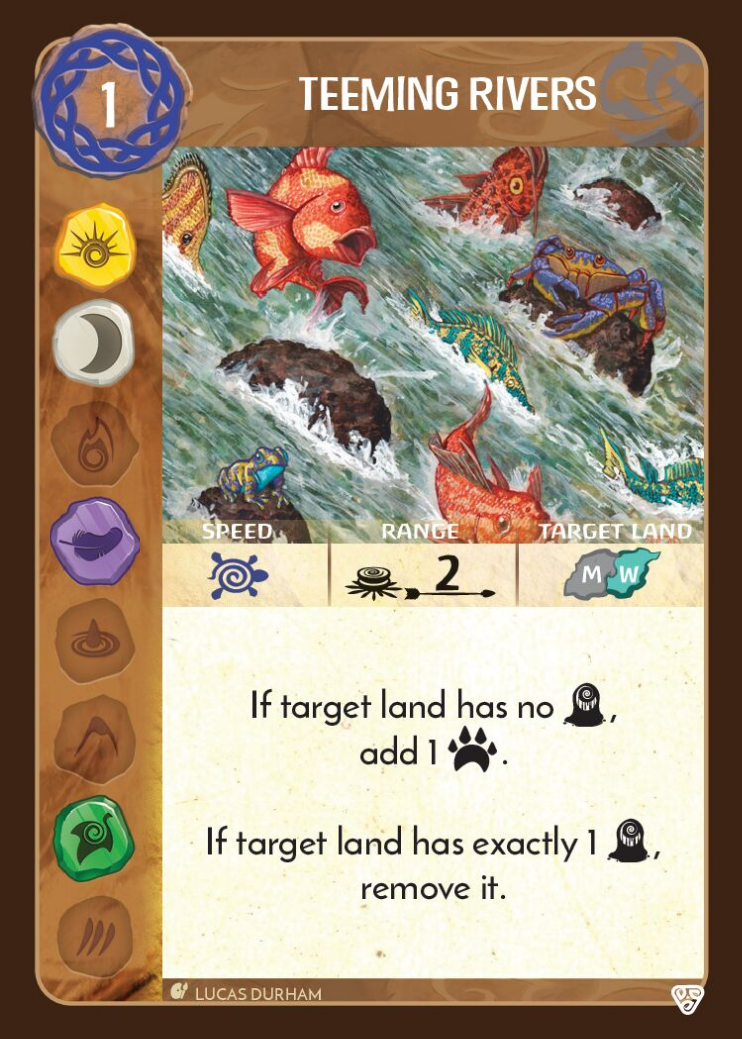 1
TEEMING RIVERS
SPEED RANGE TARGET LAND
2 M W
If target land has no ,
add 1 .
If target land has exactly 1 ,
remove it.
LUCAS DURHAM